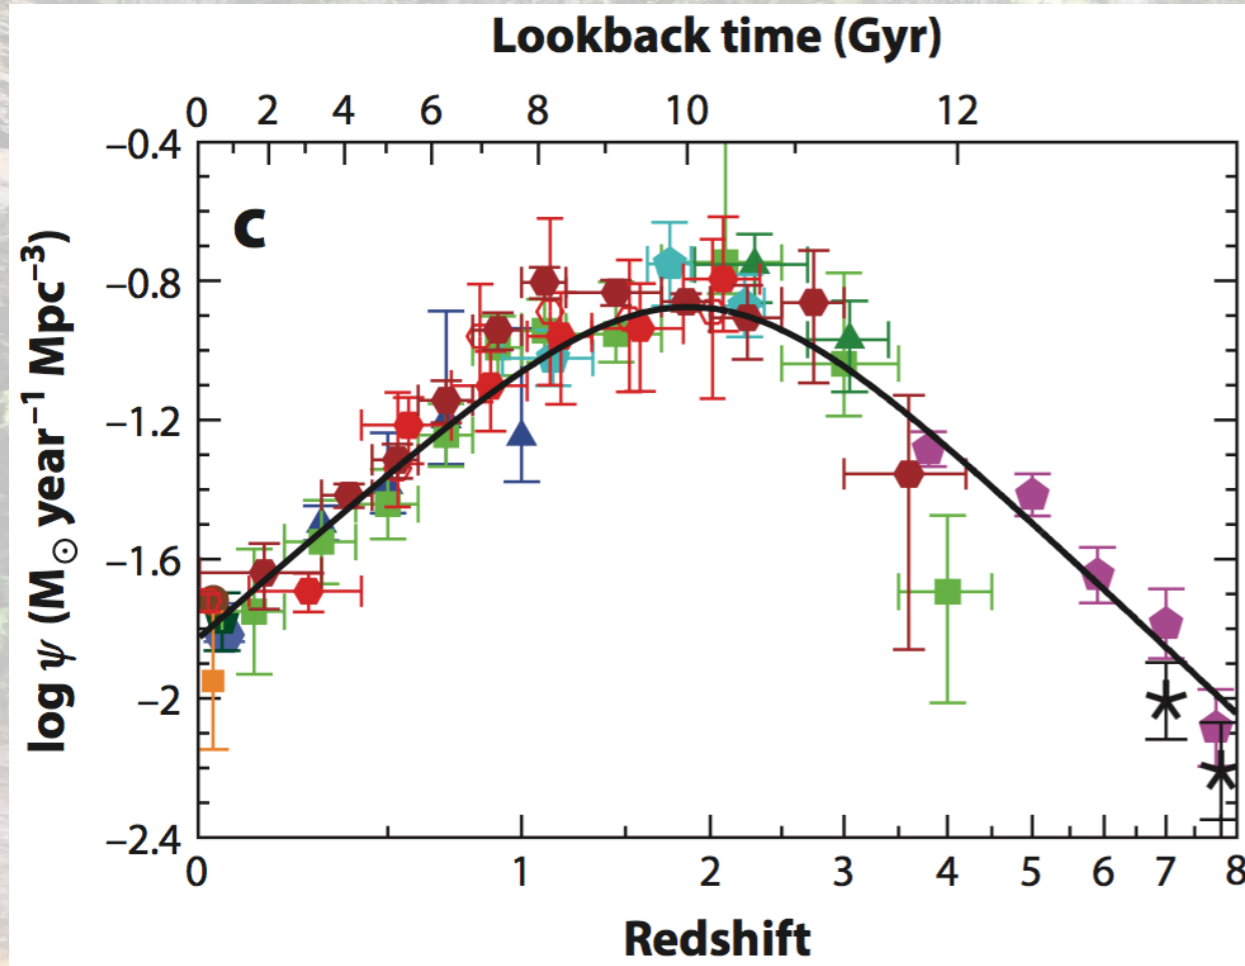 Lookback time (Gyr)
0 2 4 6 8 10 12
−0.4
c
−0.8
−1.2
−1.6
−2
−2.4
log ψ (M⊙ year−1 Mpc−3)
0 1 2 3 4 5 6 7 8
Redshift